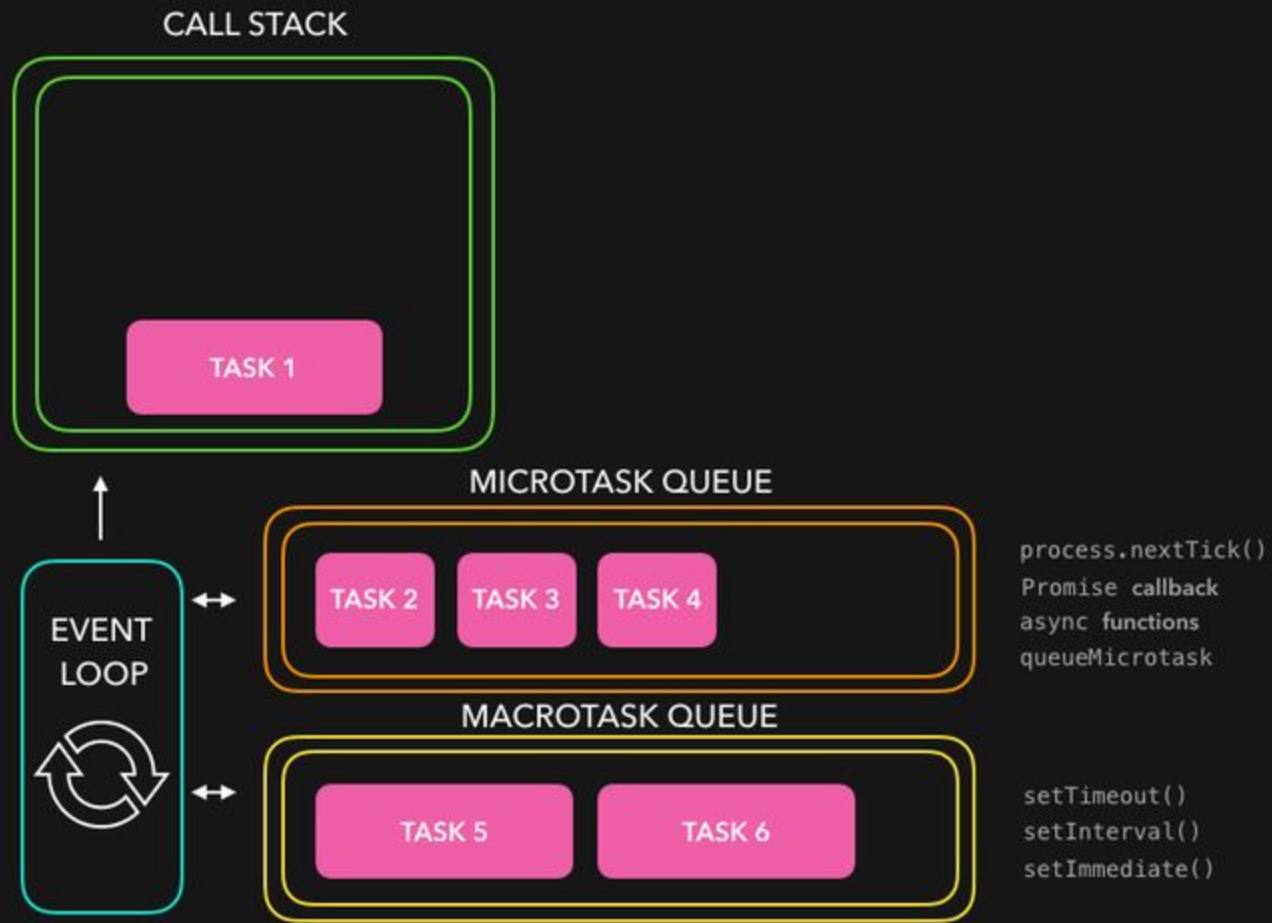 CALL STACK
TASK 1
MICROTASK QUEUE
TASK 2 TASK 3 TASK 4
process.nextTick()
Promise callback
async functions
queueMicrotask
EVENT
LOOP
MACROTASK QUEUE
TASK 5 TASK 6
setTimeout()
setInterval()
setImmediate()